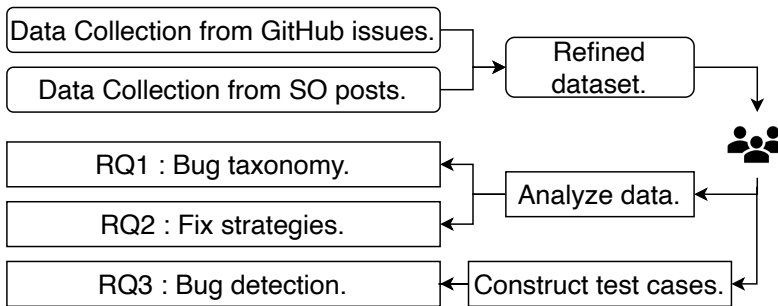 Data Collection from GitHub issues.
Data Collection from SO posts.
Refined
dataset.
RQ1 : Bug taxonomy.
RQ2 : Fix strategies.
Analyze data.
RQ3 : Bug detection.
Construct test cases.